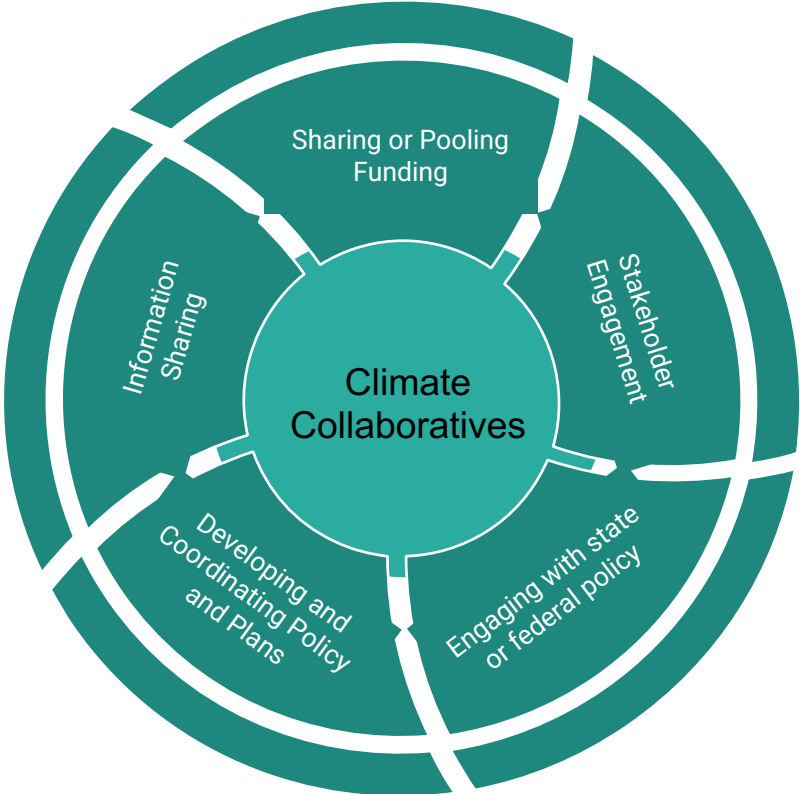 Sharing or Pooling
Funding
Stakeholder
Engagement
Engaging with state
or federal policy
Developing and
Coordinating Policy
and Plans
Information
Sharing
Climate
Collaboratives